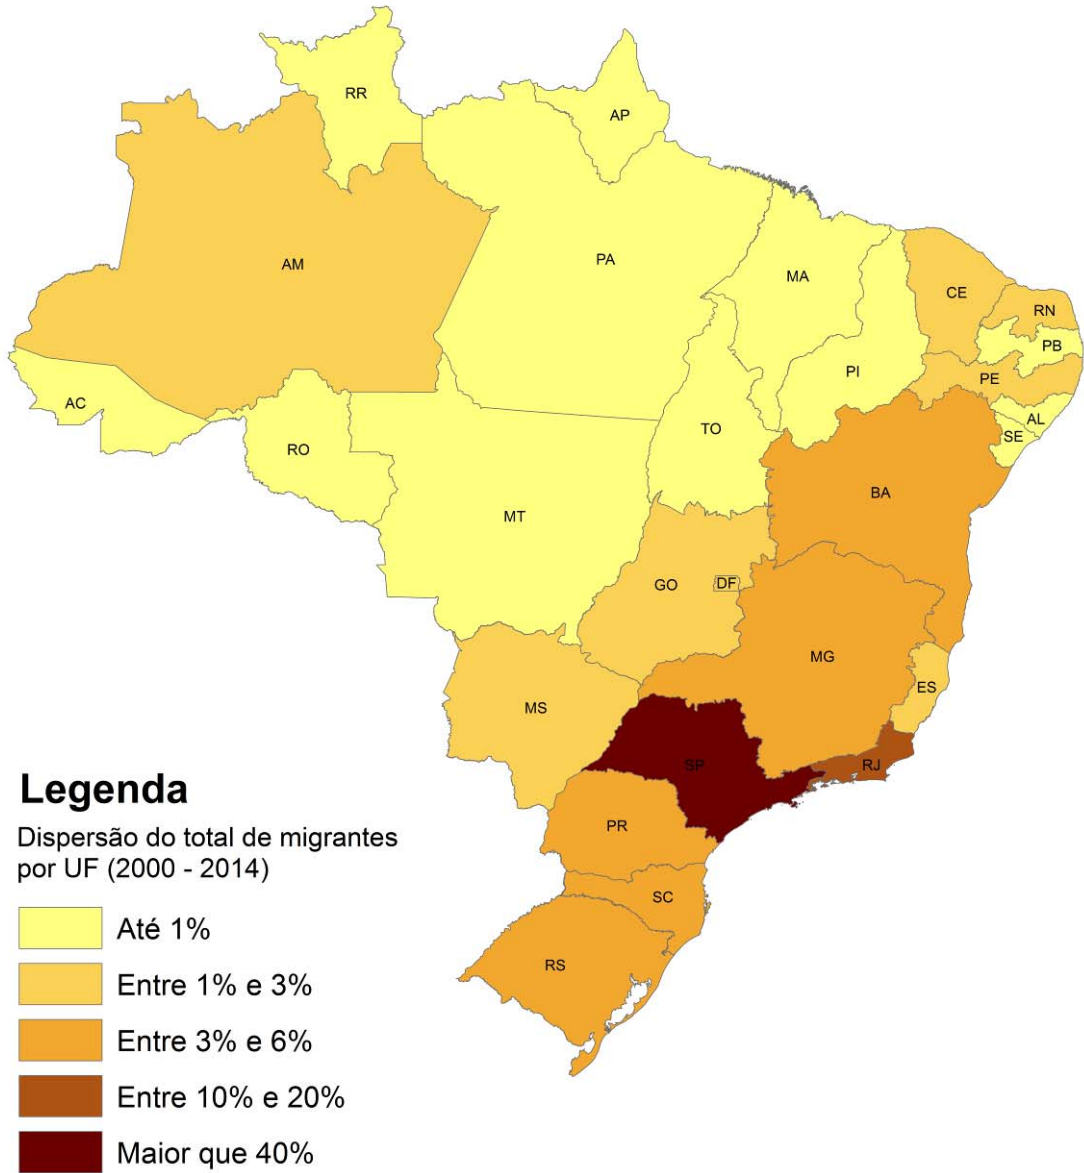 RR
AP
AM
PA
MA
CE
RN
PB
PI
PE
AC
AL
TO
SE
RO
BA
MT
GO
DF
MG
ES
MS
SP
RJ
PR
SC
RS
Legenda
Dispersão do total de migrantes
por UF (2000 - 2014)
Até 1%
Entre 1% e 3%
Entre 3% e 6%
Entre 10% e 20%
Maior que 40%